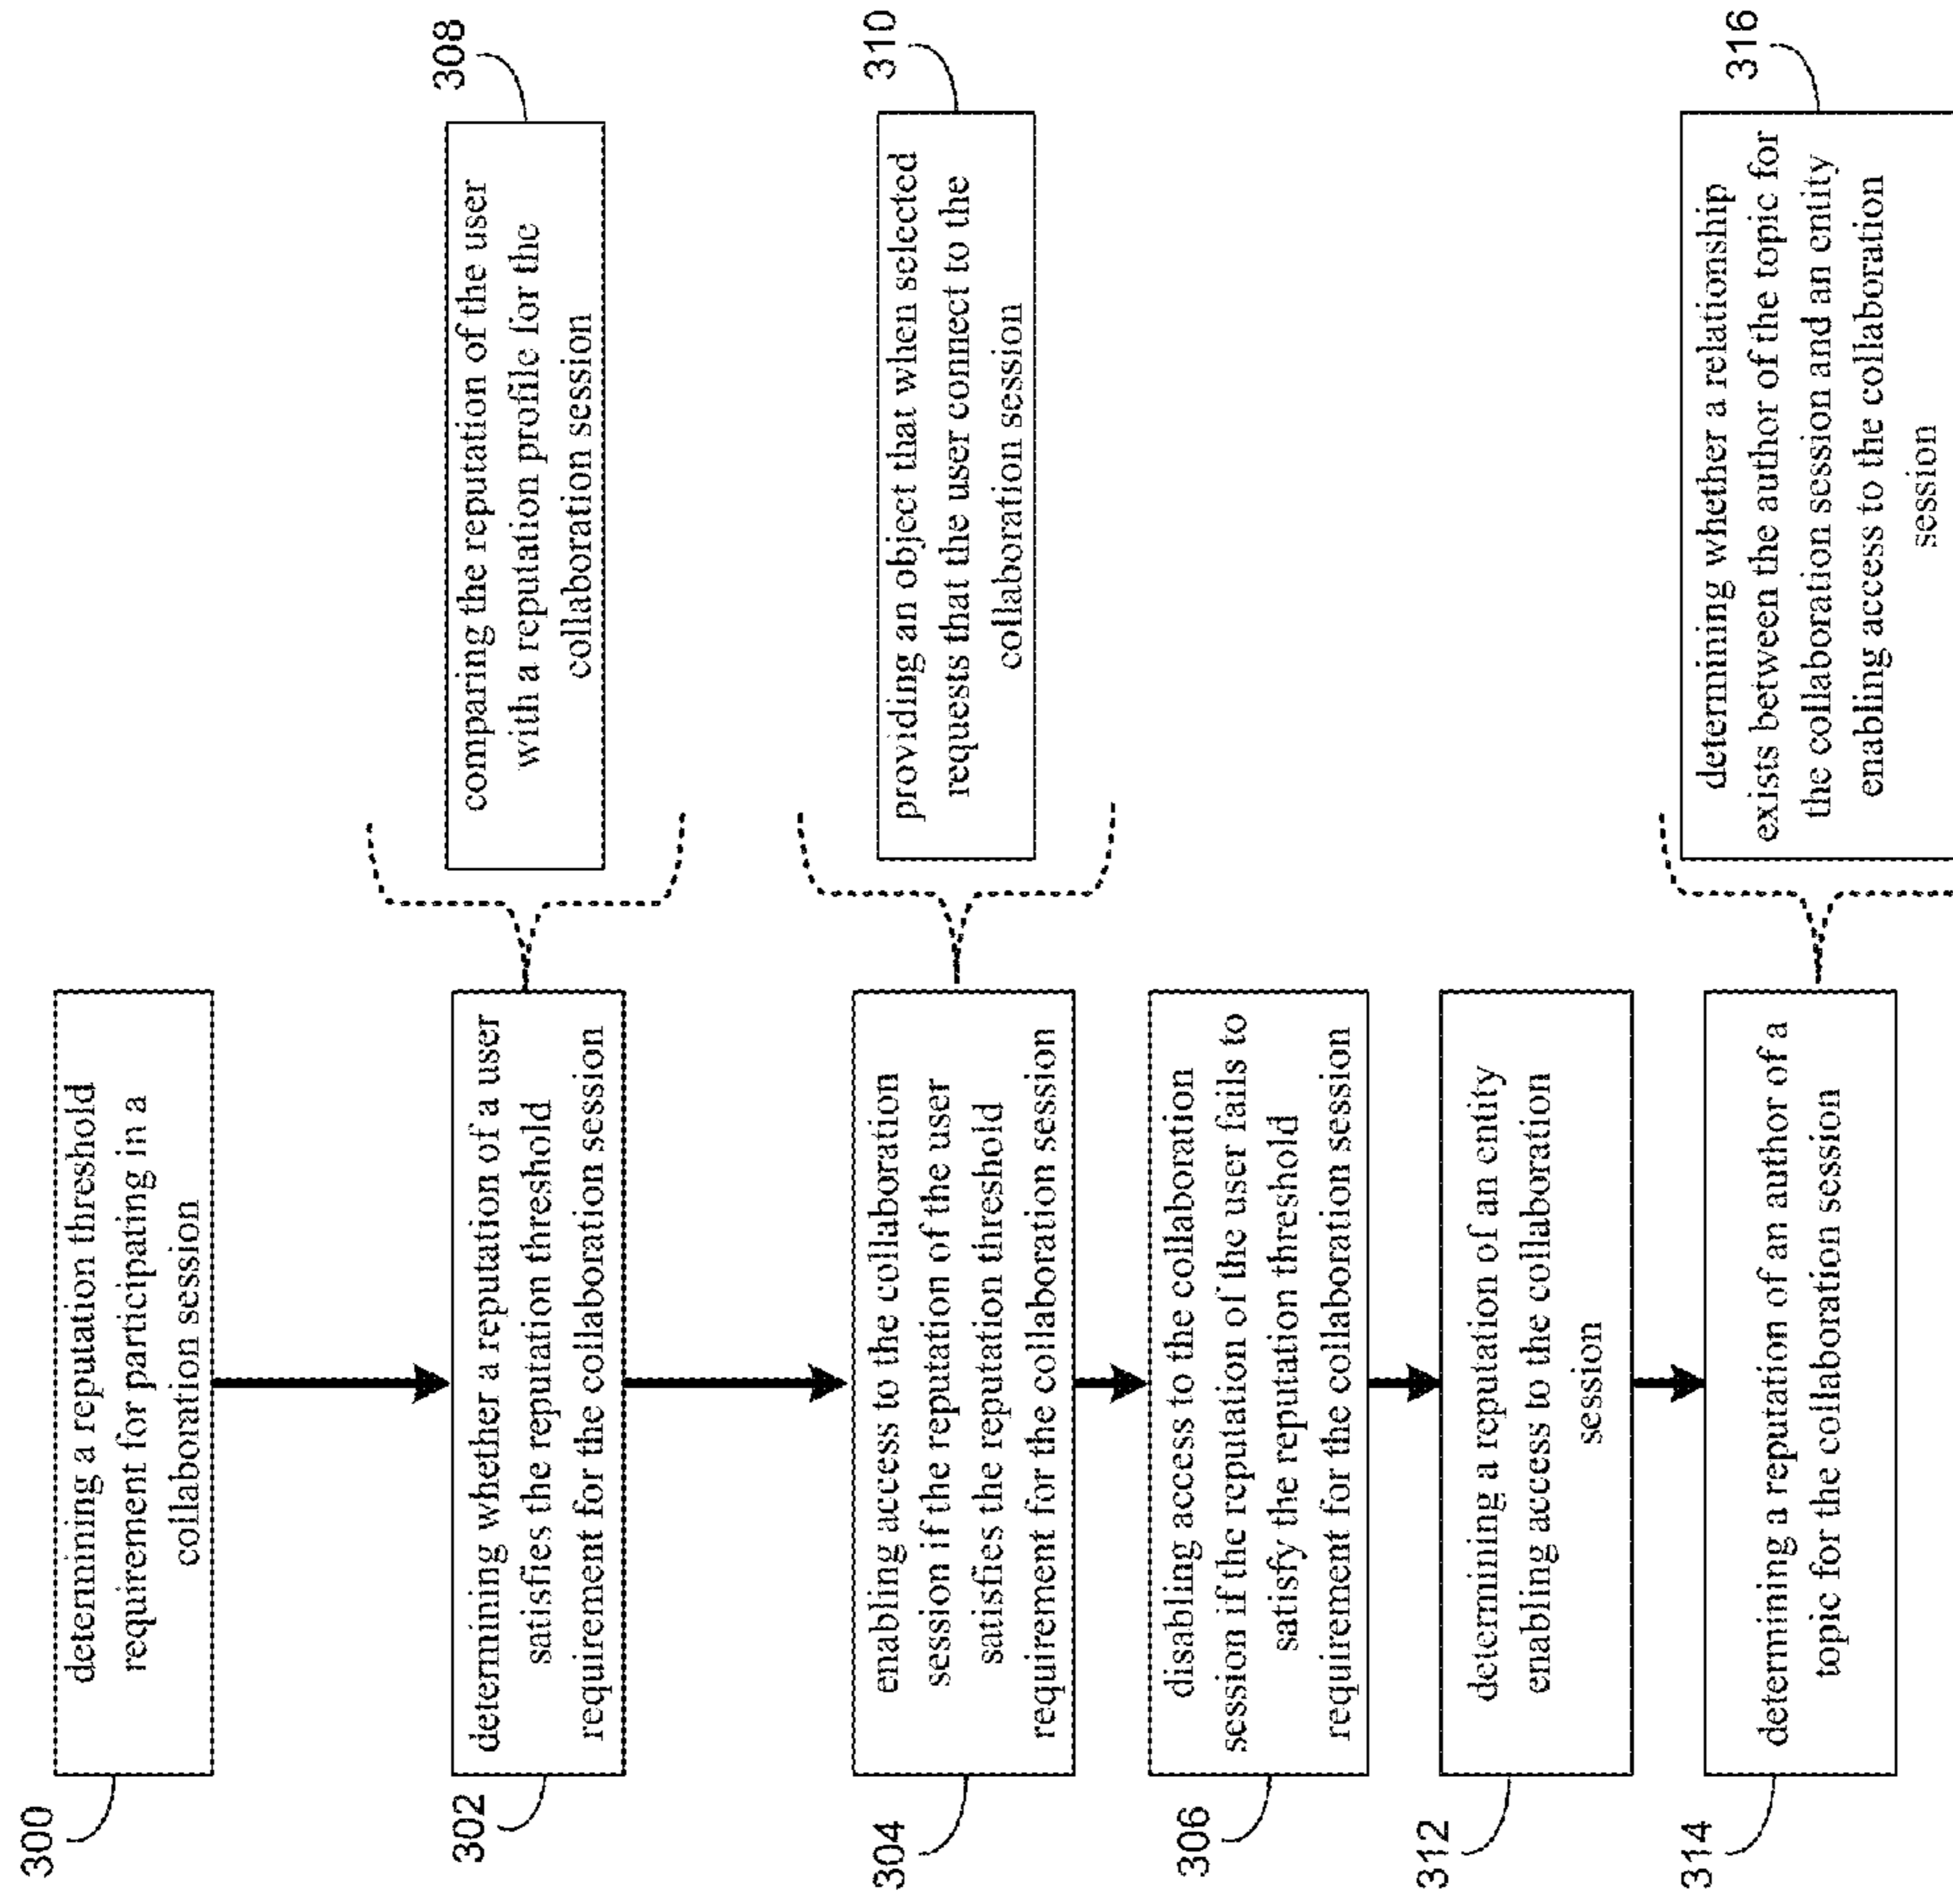 300
determining a reputation threshold
requirement for participating in a
collaboration session
302
determining whether a reputation of a user
satisfies the reputation threshold
requirement for the collaboration session
308
comparing the reputation of the user
with a reputation profile for the
collaboration session
304
enabling access to the collaboration
session if the reputation of the user
satisfies the reputation threshold
requirement for the collaboration session
310
providing an object that when selected
requests that the user connect to the
collaboration session
306
disabling access to the collaboration
session if the reputation of the user fails to
satisfy the reputation threshold
requirement for the collaboration session
312
determining a reputation of an entity
enabling access to the collaboration
session
314
determining a reputation of an author of a
topic for the collaboration session
316
determining whether a relationship
exists between the author of the topic for
the collaboration session and an entity
enabling access to the collaboration
session